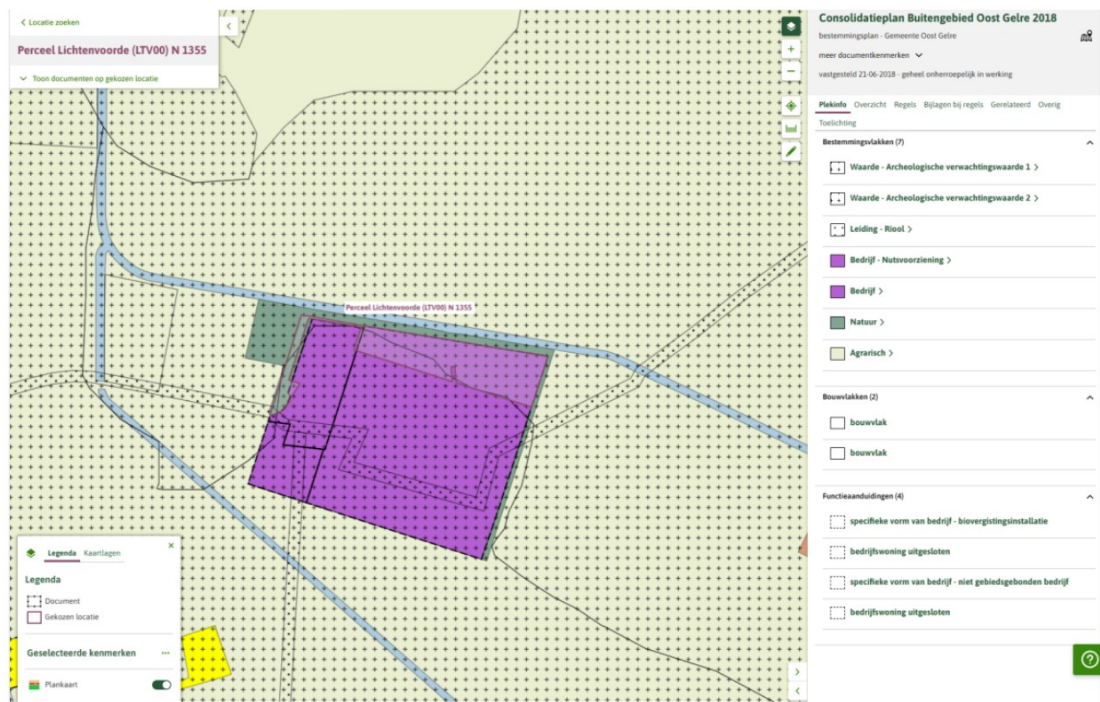 Locatie zoeken
Perceel Lichtenvoorde (LTV00) N 1355
Toon documenten op gekozen locatie
Perceel Lichtenvoorde (LTV00) N 1355
Legenda Kaartlagen
Legenda
Document
Gekozen locatie
Geselecteerde kenmerken
Plankaart
Consolidatieplan Buitengebied Oost Gelre 2018
bestemmingsplan - Gemeente Oost Gelre
meer documentkenmerken
vastgesteld 21-06-2018 - geheel onherroepelijk in werking
Plekinfo Overzicht Regels Bijlagen bij regels Gerelateerd Overig
Toelichting
Bestemmingsvlakken (7)
Waarde - Archeologische verwachtingswaarde 1
Waarde - Archeologische verwachtingswaarde 2
Leiding - Riool
Bedrijf - Nutsvoorziening
Bedrijf
Natuur
Agrarisch
Bouwvlakken (2)
bouwvlak
bouwvlak
Functieaanduidingen (4)
specifieke vorm van bedrijf - biovergistingsinstallatie
bedrijfswoning uitgesloten
specifieke vorm van bedrijf - niet gebiedsgebonden bedrijf
bedrijfswoning uitgesloten